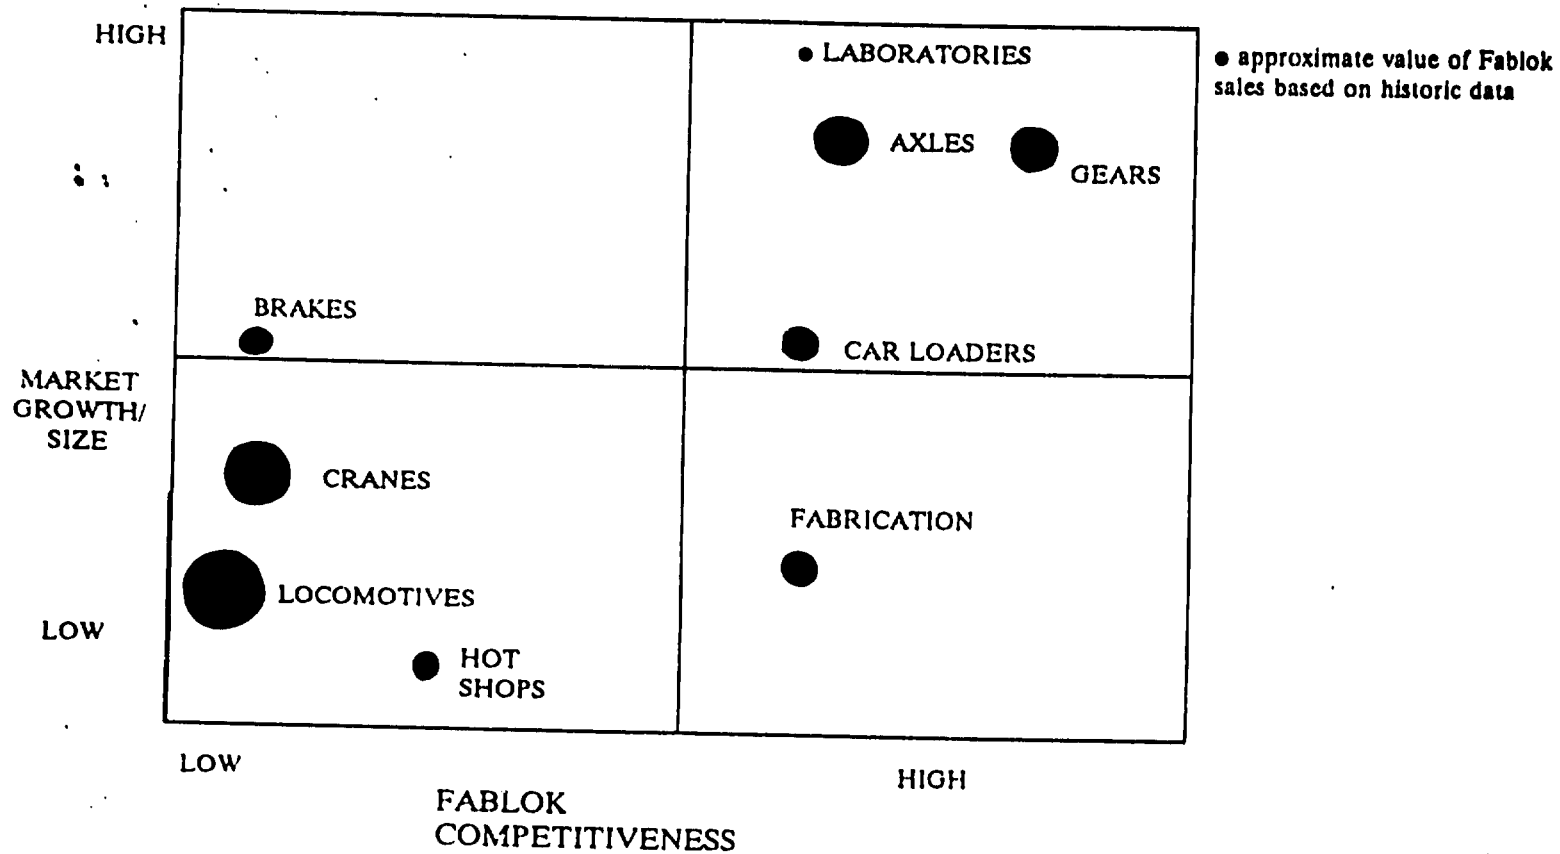 HIGH
LABORATORIES
● approximate value of Fablok
sales based on historic data
AXLES
GEARS
BRAKES
CAR LOADERS
MARKET
GROWTH/
SIZE
CRANES
FABRICATION
LOCOMOTIVES
LOW
HOT
SHOPS
LOW
HIGH
FABLOK
COMPETITIVENESS